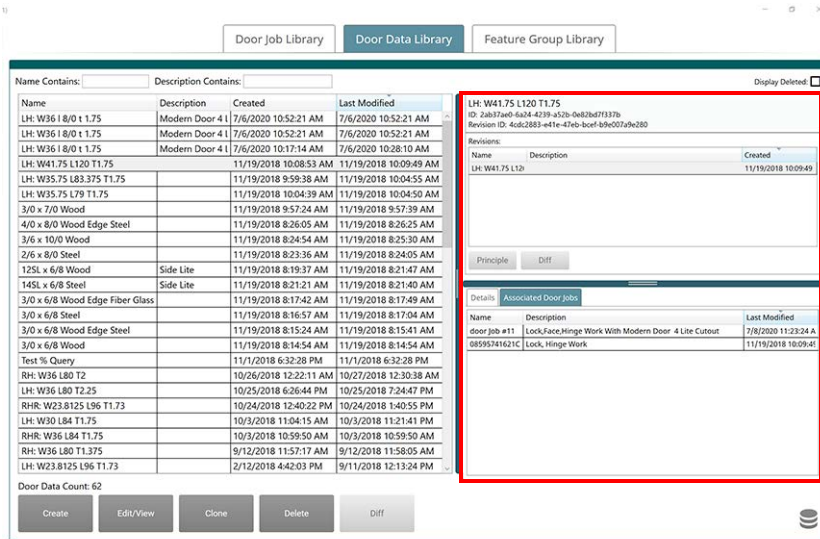 1)
Door Job Library Door Data Library Feature Group Library
Name Contains: Description Contains: Display Deleted:
Name Description Created Last Modified
LH: W36 l 8/0 t 1.75 Modern Door 4 L 7/6/2020 10:52:21 AM 7/6/2020 10:52:21 AM
LH: W36 l 8/0 t 1.75 Modern Door 4 L 7/6/2020 10:52:21 AM 7/6/2020 10:52:21 AM
LH: W36 l 8/0 t 1.75 Modern Door 4 L 7/6/2020 10:17:14 AM 7/6/2020 10:28:10 AM
LH: W41.75 L120 T1.75 11/19/2018 10:08:53 AM 11/19/2018 10:09:49 AM
LH: W35.75 L83.375 T1.75 11/19/2018 9:59:38 AM 11/19/2018 10:04:55 AM
LH: W35.75 L79 T1.75 11/19/2018 10:04:39 AM 11/19/2018 10:04:50 AM
3/0 x 7/0 Wood 11/19/2018 9:57:24 AM 11/19/2018 9:57:39 AM
4/0 x 8/0 Wood Edge Steel 11/19/2018 8:26:05 AM 11/19/2018 8:26:25 AM
3/6 x 10/0 Wood 11/19/2018 8:24:54 AM 11/19/2018 8:25:30 AM
2/6 x 8/0 Steel 11/19/2018 8:23:36 AM 11/19/2018 8:24:05 AM
12SL x 6/8 Wood Side Lite 11/19/2018 8:19:37 AM 11/19/2018 8:21:47 AM
14SL x 6/8 Steel Side Lite 11/19/2018 8:21:21 AM 11/19/2018 8:21:40 AM
3/0 x 6/8 Wood Edge Fiber Glass 11/19/2018 8:17:42 AM 11/19/2018 8:17:49 AM
3/0 x 6/8 Steel 11/19/2018 8:16:57 AM 11/19/2018 8:17:04 AM
3/0 x 6/8 Wood Edge Steel 11/19/2018 8:15:24 AM 11/19/2018 8:15:41 AM
3/0 x 6/8 Wood 11/19/2018 8:14:54 AM 11/19/2018 8:14:54 AM
Test % Query 11/1/2018 6:32:28 PM 11/1/2018 6:32:28 PM
RH: W36 L80 T2 10/26/2018 12:22:11 AM 10/27/2018 12:30:38 AM
LH: W36 L80 T2.25 10/25/2018 6:26:44 PM 10/25/2018 7:24:47 PM
RHR: W23.8125 L96 T1.73 10/24/2018 12:40:22 PM 10/24/2018 1:40:55 PM
LH: W30 L84 T1.75 10/3/2018 11:04:15 AM 10/3/2018 11:21:41 PM
RHR: W36 L84 T1.75 10/3/2018 10:59:50 AM 10/3/2018 10:59:50 AM
RH: W36 L80 T1.375 9/12/2018 11:57:17 AM 9/12/2018 11:58:05 AM
LH: W23.8125 L96 T1.73 2/12/2018 4:42:03 PM 9/11/2018 12:13:24 PM
Door Data Count: 62
Create Edit/View Clone Delete Diff
LH: W41.75 L120 T1.75
ID: 2ab37ae0-6a24-4239-a52b-0e82bd7f337b
Revision ID: 4cdc2883-e41e-47eb-bcef-b9e007a9e280
Revisions:
Name Description Created
LH: W41.75 L12 11/19/2018 10:09:49
Principle Diff
Details Associated Door Jobs
Name Description Last Modified
door job #11 Lock,Face,Hinge Work With Modern Door 4 Lite Cutout 7/8/2020 11:23:24 A
08595741621C Lock, Hinge Work 11/19/2018 10:09:4